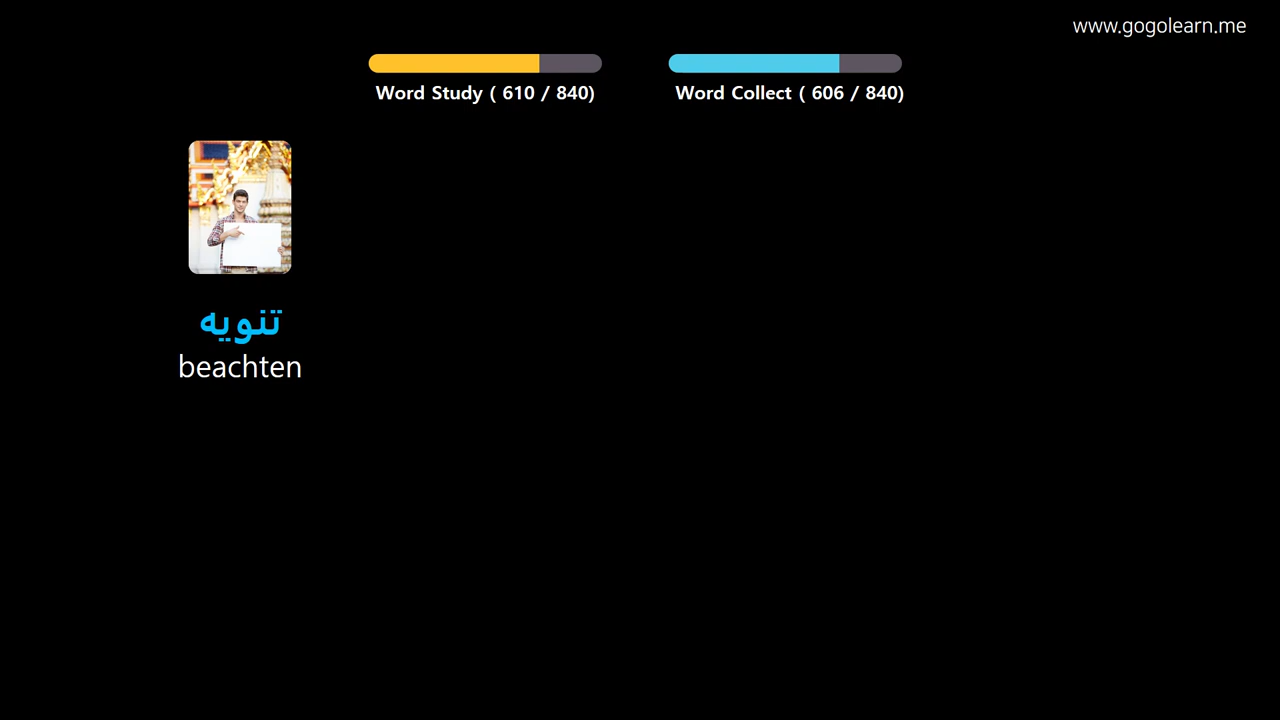 www.gogolearn.me
Word Study ( 610 / 840)
Word Collect ( 606 / 840)
تنويه
beachten